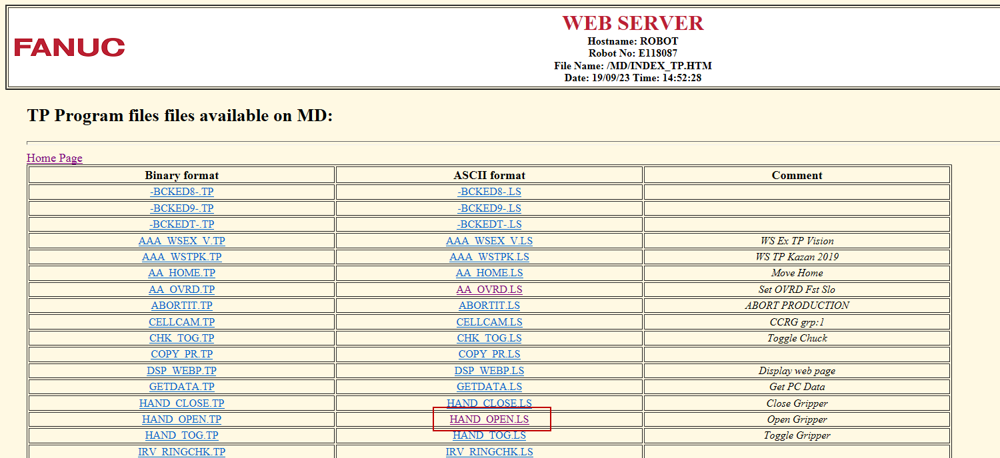 FANUC
WEB SERVER
Hostname: ROBOT
Robot No: E118087
File Name: /MD/INDEX_TP.HTM
Date: 19/09/23 Time: 14:52:28
TP Program files files available on MD:
Home Page
Binary format ASCII format Comment
-BCKED8-.TP -BCKED8-.LS
-BCKED9-.TP -BCKED9-.LS
-BCKEDT-.TP -BCKEDT-.LS
AAA_WSEX_V.TP AAA_WSEX_V.LS WS Ex TP Vision
AAA_WSTPK.TP AAA_WSTPK.LS WS TP Kazan 2019
AA_HOME.TP AA_HOME.LS Move Home
AA_OVRD.TP AA_OVRD.LS Set OVRD Fst Slo
ABORTIT.TP ABORTIT.LS ABORT PRODUCTION
CELLCAM.TP CELLCAM.LS CCRG grp:1
CHK_TOG.TP CHK_TOG.LS Toggle Chuck
COPY_PR.TP COPY_PR.LS
DSP_WEBP.TP DSP_WEBP.LS Display web page
GETDATA.TP GETDATA.LS Get PC Data
HAND_CLOSE.TP HAND_CLOSE.LS Close Gripper
HAND_OPEN.TP HAND_OPEN.LS Open Gripper
HAND_TOG.TP HAND_TOG.LS Toggle Gripper
IRV_RINGCHK.TP IRV_RINGCHK.LS